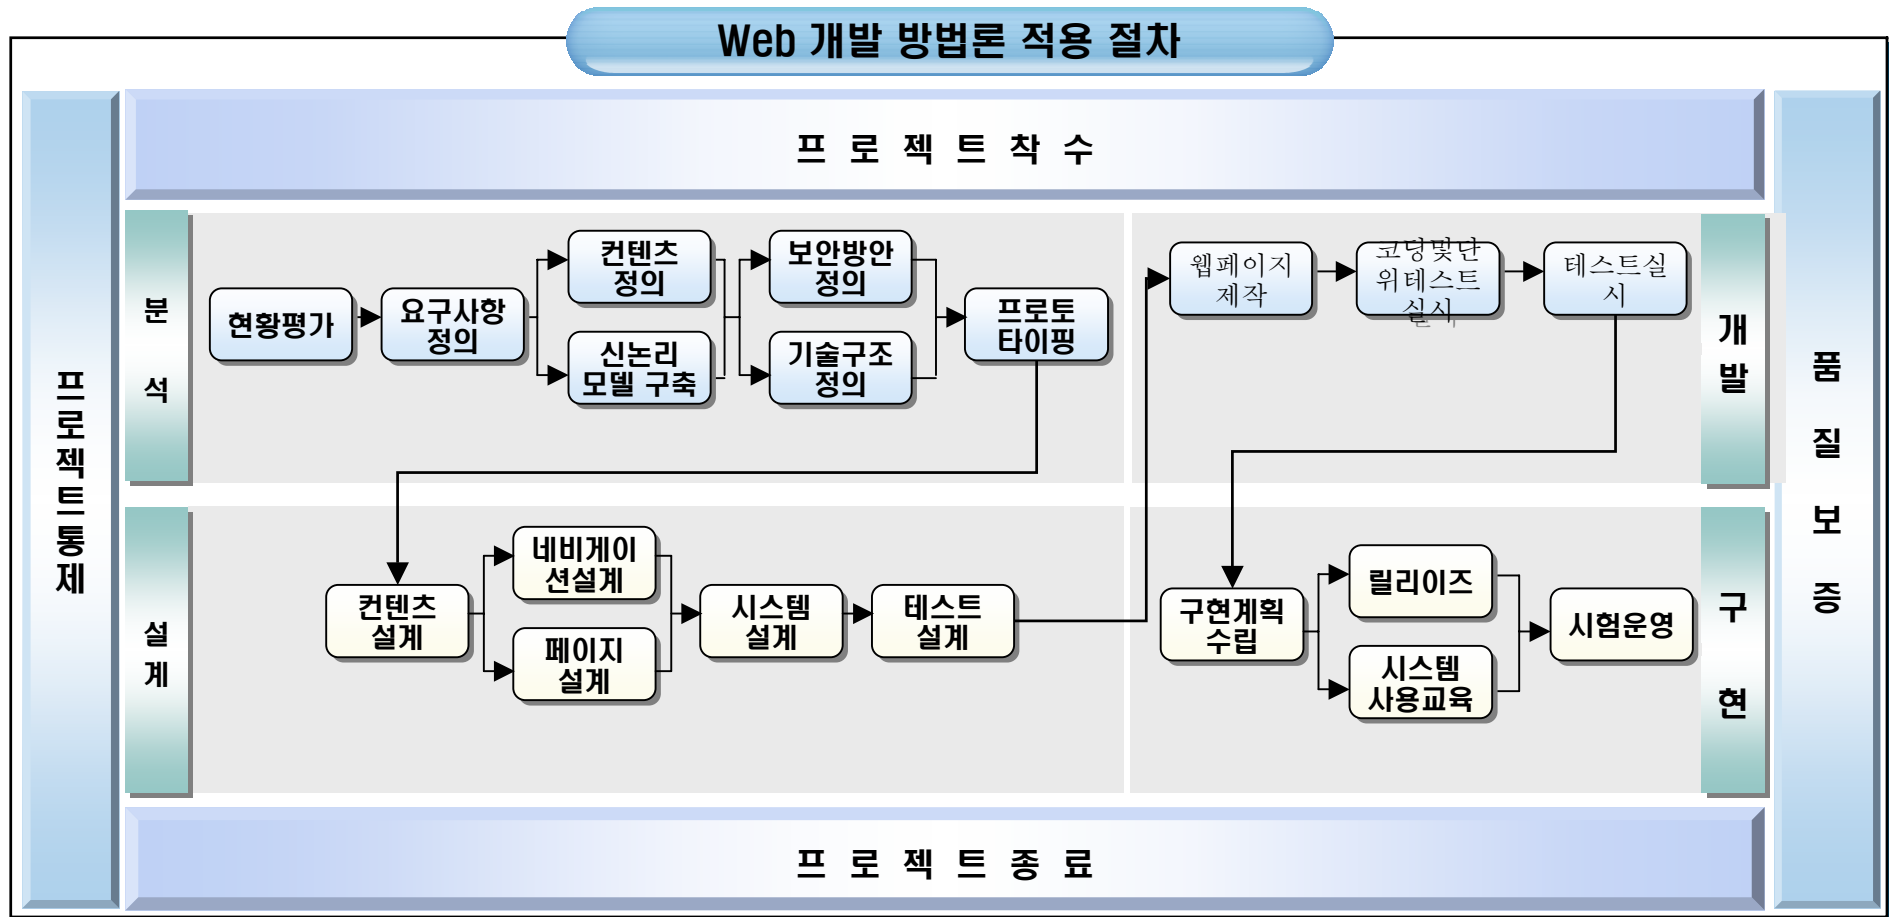 Web 개발 방법론 적용 절차
프 로 젝 트 착 수
프로젝트통제
분
석
현황평가
요구사항
정의
컨텐츠
정의
신논리
모델 구축
보안방안
정의
기술구조
정의
프로토
타이핑
웹페이지
제작
코딩및단
위테스트
실시
테스트실
시
개
발
품
질
보
증
설
계
컨텐츠
설계
네비게이
션설계
페이지
설계
시스템
설계
테스트
설계
구현계획
수립
릴리이즈
시스템
사용교육
시험운영
구
현
프 로 젝 트 종 료